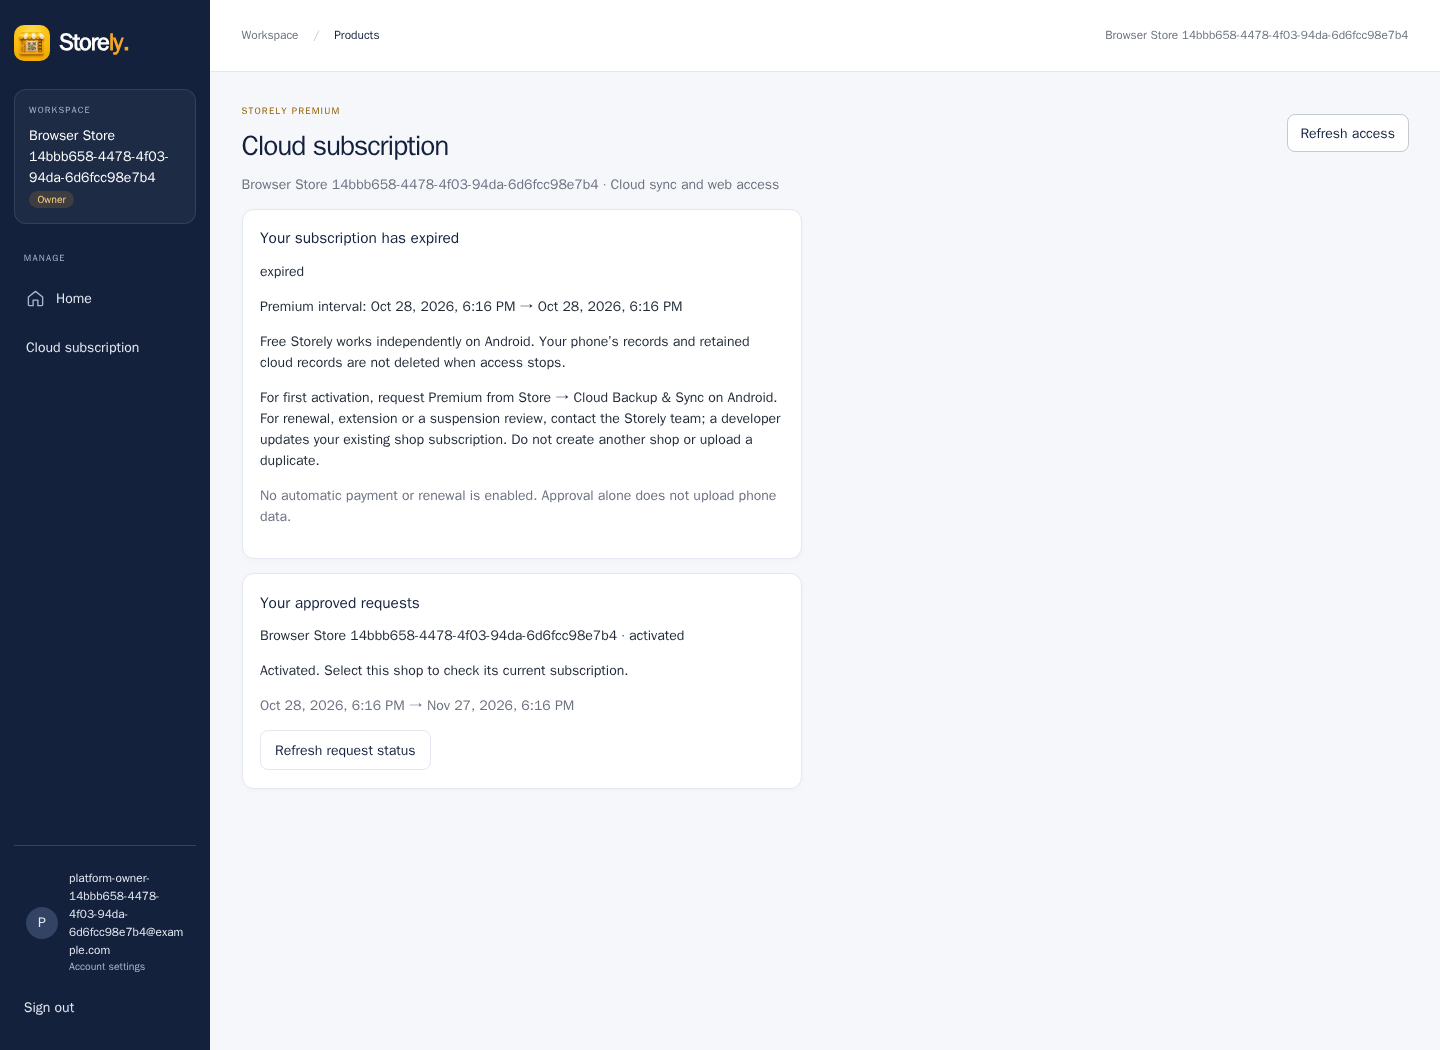 Storely.
WORKSPACE
Browser Store
14bbb658-4478-4f03-
94da-6d6fcc98e7b4
Owner
MANAGE
Home
Cloud subscription
platform-owner-
14bbb658-4478-
4f03-94da-
6d6fcc98e7b4@exam
ple.com
Account settings
P
Sign out
Workspace / Products
Browser Store 14bbb658-4478-4f03-94da-6d6fcc98e7b4
STORELY PREMIUM
Cloud subscription
Refresh access
Browser Store 14bbb658-4478-4f03-94da-6d6fcc98e7b4 · Cloud sync and web access
Your subscription has expired
expired
Premium interval: Oct 28, 2026, 6:16 PM → Oct 28, 2026, 6:16 PM
Free Storely works independently on Android. Your phone’s records and retained
cloud records are not deleted when access stops.
For first activation, request Premium from Store → Cloud Backup & Sync on Android.
For renewal, extension or a suspension review, contact the Storely team; a developer
updates your existing shop subscription. Do not create another shop or upload a
duplicate.
No automatic payment or renewal is enabled. Approval alone does not upload phone
data.
Your approved requests
Browser Store 14bbb658-4478-4f03-94da-6d6fcc98e7b4 · activated
Activated. Select this shop to check its current subscription.
Oct 28, 2026, 6:16 PM → Nov 27, 2026, 6:16 PM
Refresh request status